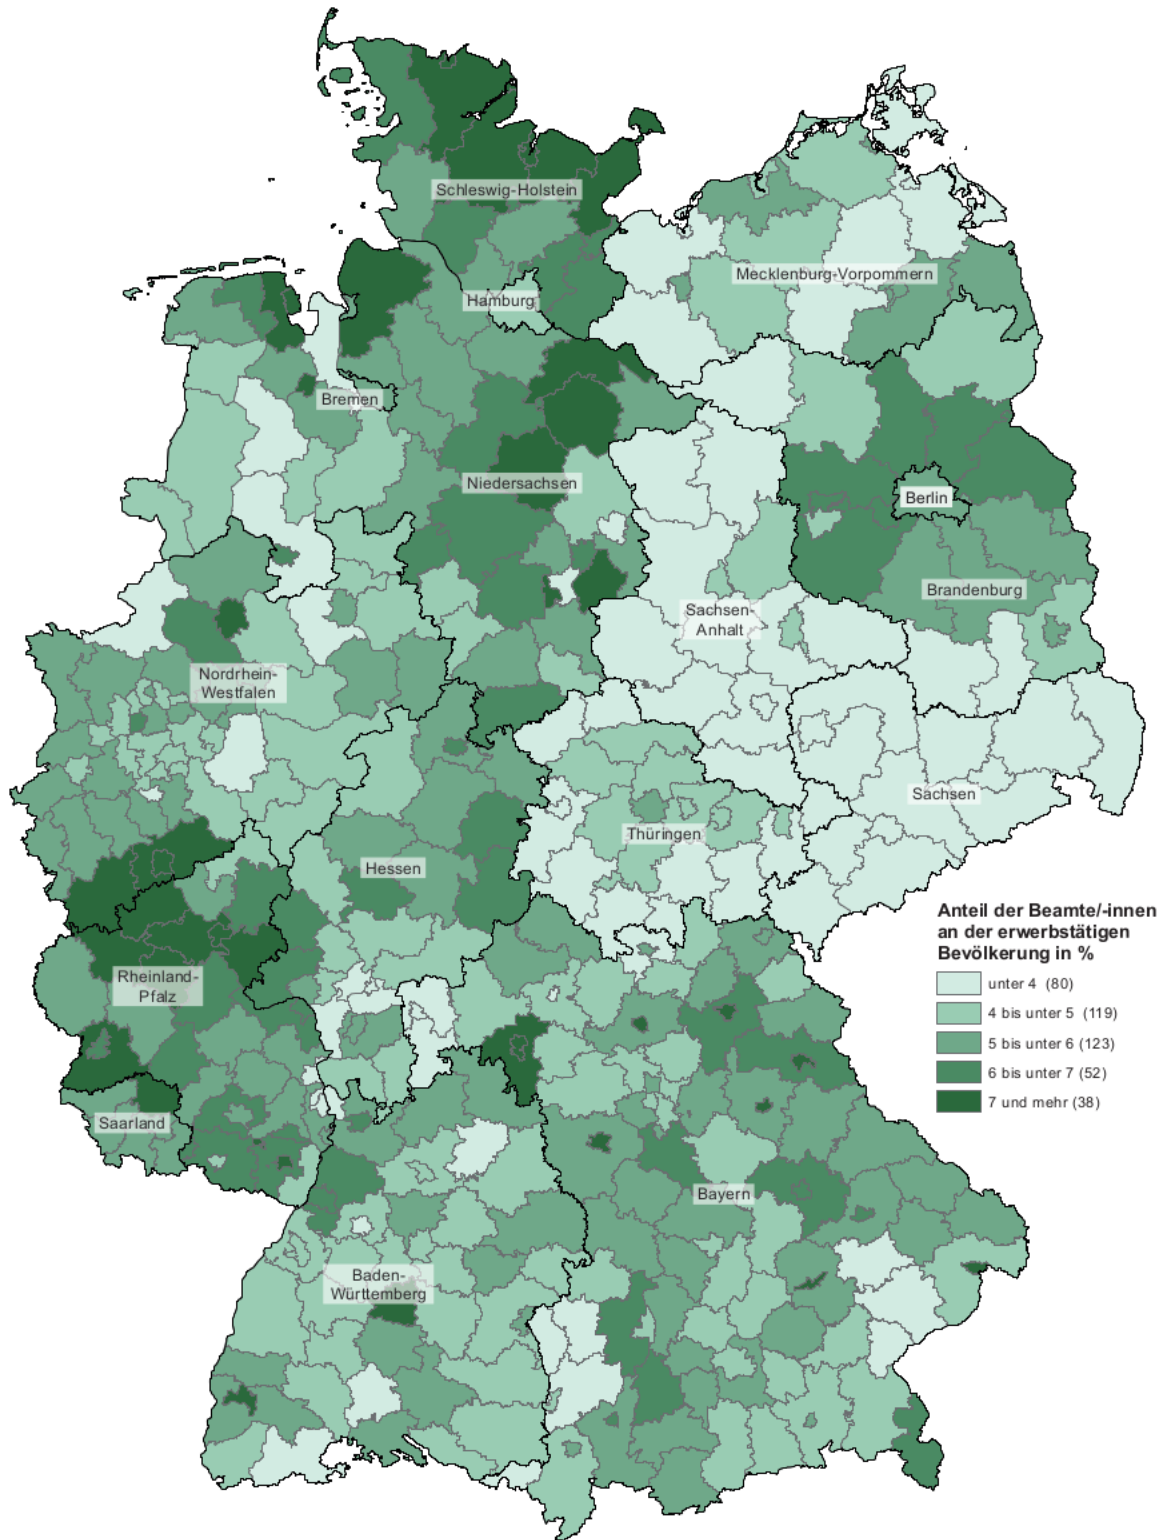 Schleswig-Holstein
Mecklenburg-Vorpommern
Hamburg
Bremen
Niedersachsen
Berlin
Brandenburg
Sachsen-
Anhalt
Nordrhein-
Westfalen
Sachsen
Thüringen
Hessen
Rheinland-
Pfalz
Saarland
Bayern
Baden-
Württemberg
Anteil der Beamte/-innen
an der erwerbstätigen
Bevölkerung in %
unter 4 (80)
4 bis unter 5 (119)
5 bis unter 6 (123)
6 bis unter 7 (52)
7 und mehr (38)